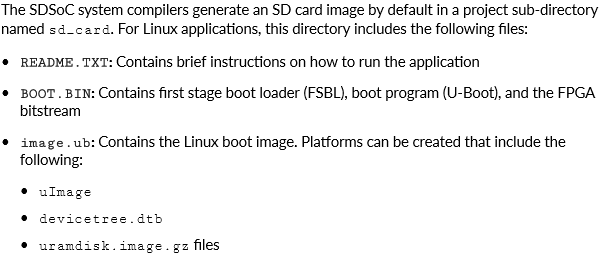 The SDSoC system compilers generate an SD card image by default in a project sub-directory
named sd_card. For Linux applications, this directory includes the following files:
• README.TXT: Contains brief instructions on how to run the application
• BOOT.BIN: Contains first stage boot loader (FSBL), boot program (U-Boot), and the FPGA
bitstream
• image.ub: Contains the Linux boot image. Platforms can be created that include the
following:
• uImage
• devicetree.dtb
• uramdisk.image.gz files